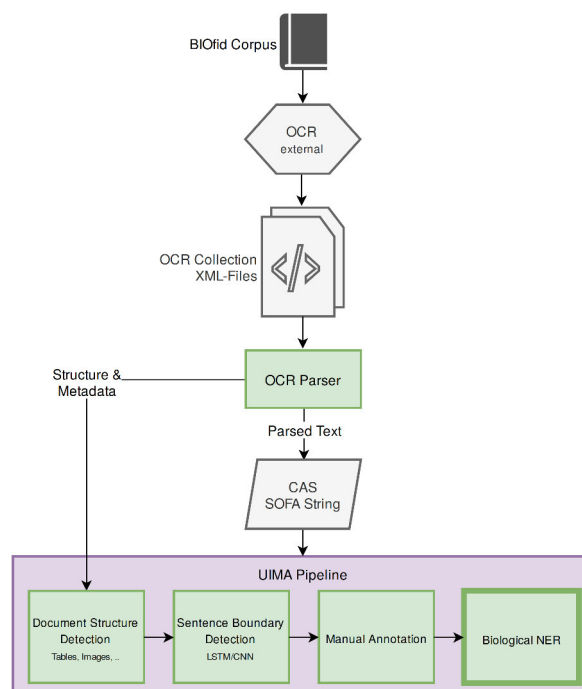 BIOfid Corpus
OCR
external
OCR Collection
XML-Files
</>
OCR Parser
Structure &
Metadata
Parsed Text
CAS
SOFA String
UIMA Pipeline
Document Structure
Detection
Tables, Images, ..
Sentence Boundary
Detection
LSTM/CNN
Manual Annotation
Biological NER